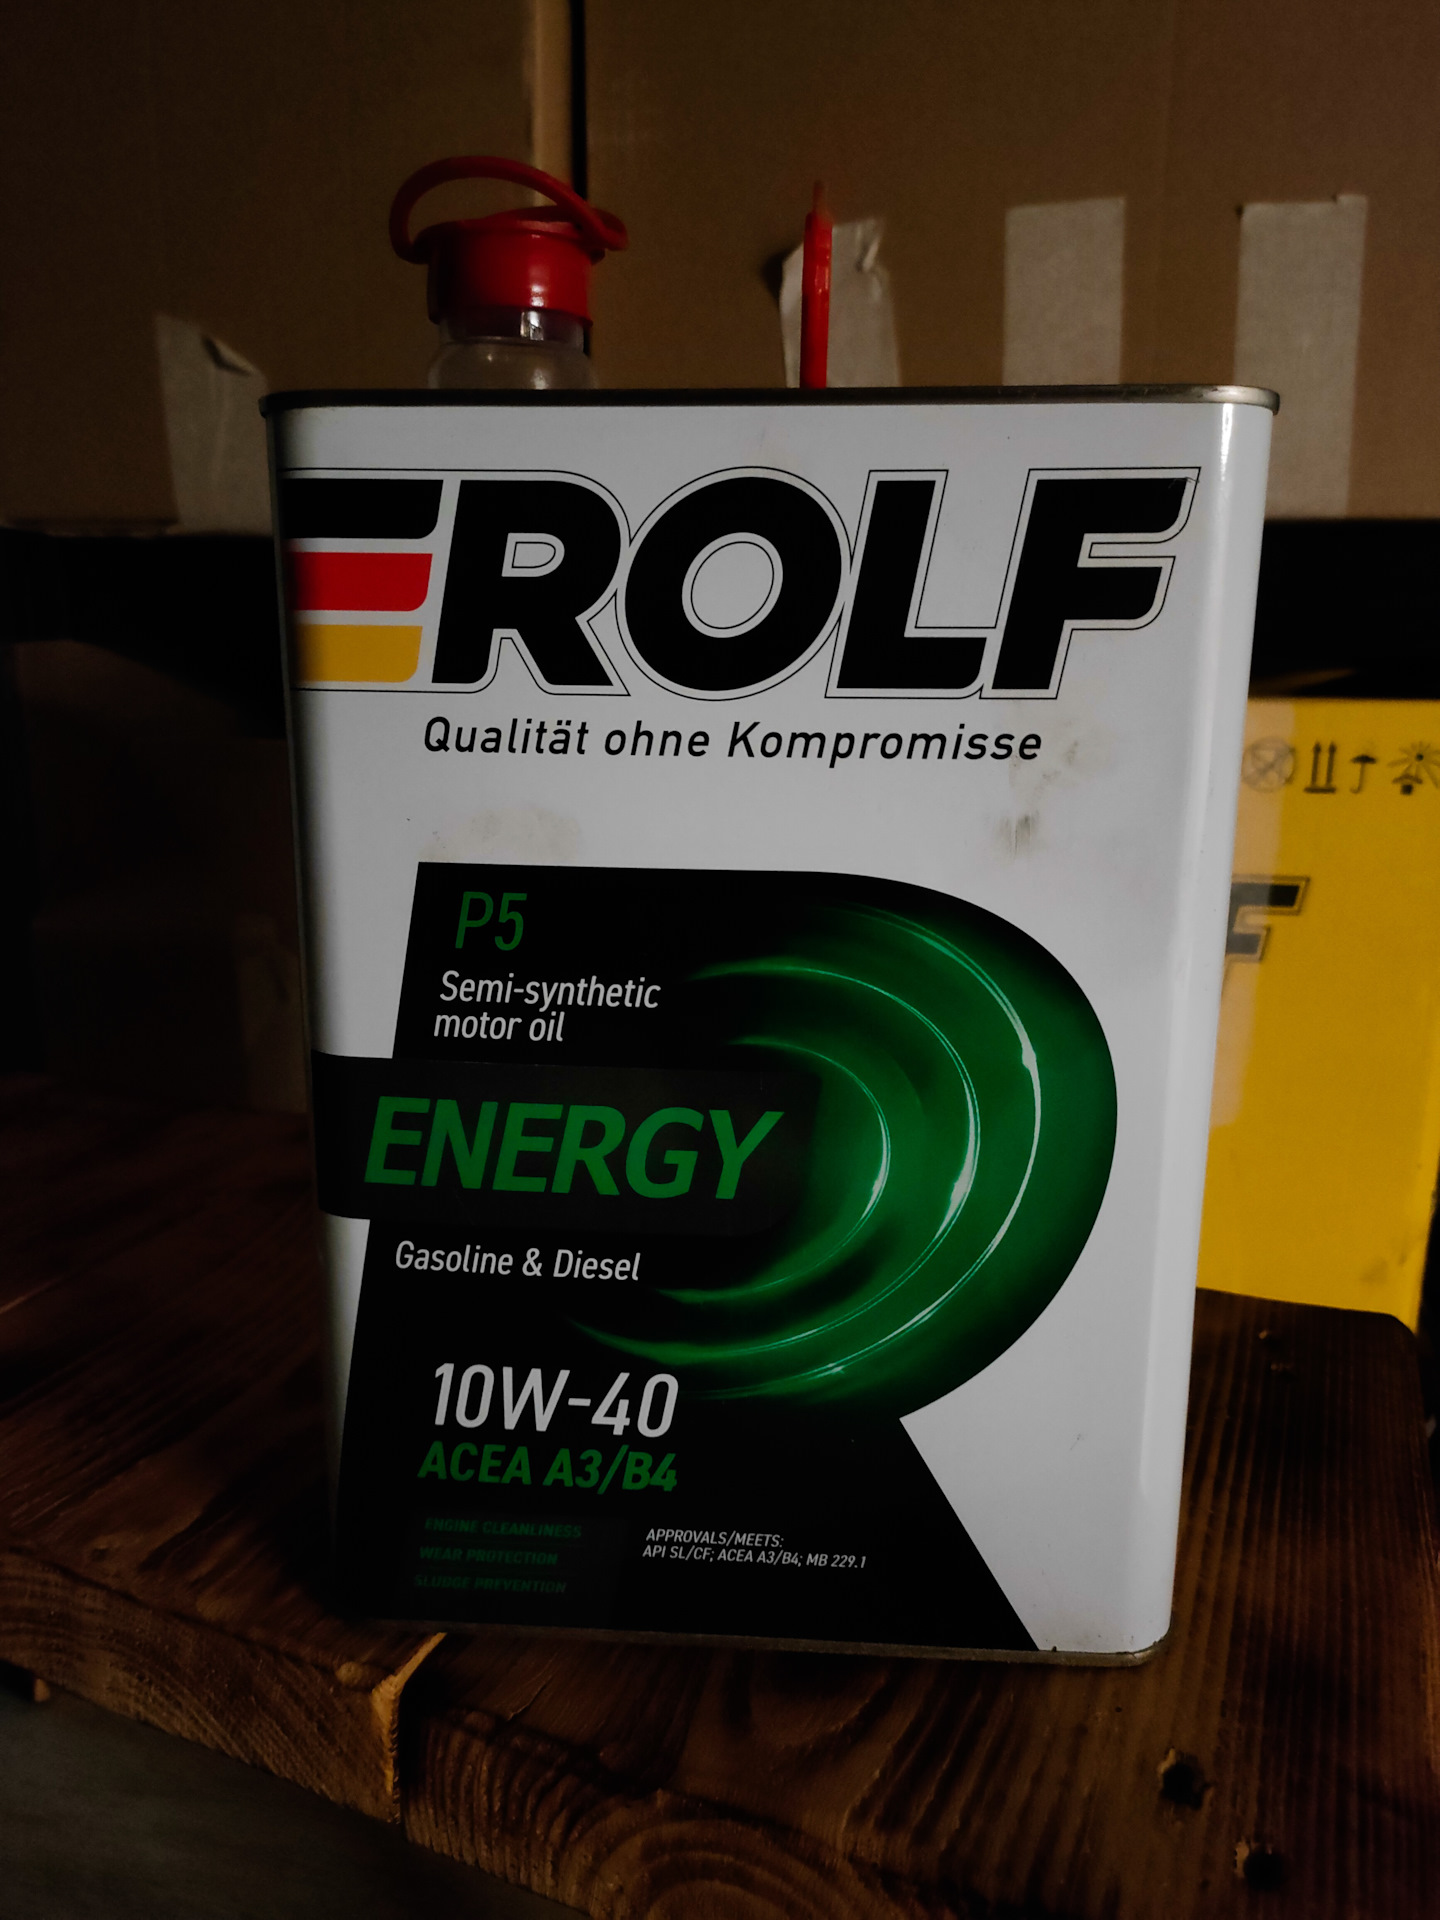 ROLF
Qualität ohne Kompromisse
P5
Semi-synthetic
motor oil
ENERGY
Gasoline & Diesel
10W-40
ACEA A3/B4
ENGINE CLEANLINESS
WEAR PROTECTION
SLUDGE PREVENTION
APPROVALS/MEETS:
API SL/CF; ACEA A3/B4; MB 229.1
F